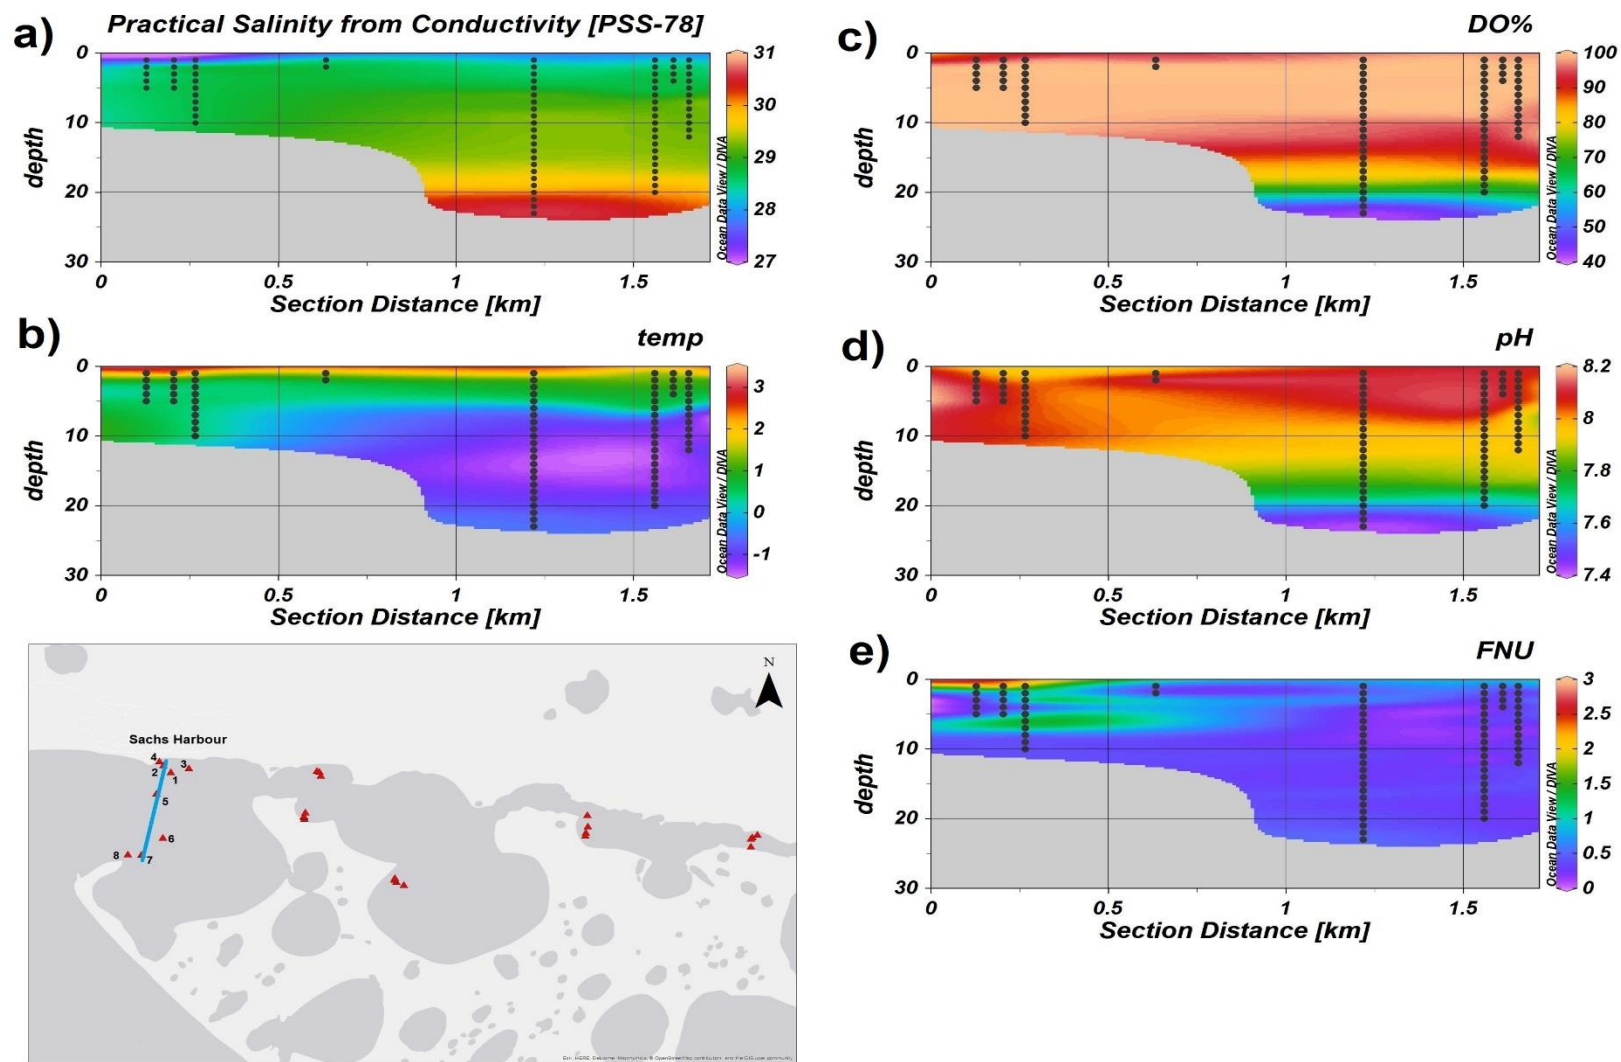 a)
Practical Salinity from Conductivity [PSS-78]
0
10
20
30
depth
0
0.5
1
1.5
Section Distance [km]
31
30
29
28
27
Ocean Data View / DIVA
b)
temp
0
10
20
30
depth
0
0.5
1
1.5
Section Distance [km]
3
2
1
0
-1
Ocean Data View / DIVA
N
Sachs Harbour
4
3
2
1
5
6
8
7
c)
DO%
0
10
20
30
depth
0
0.5
1
1.5
Section Distance [km]
100
90
80
70
60
50
40
Ocean Data View / DIVA
d)
pH
0
10
20
30
depth
0
0.5
1
1.5
Section Distance [km]
8.2
8
7.8
7.6
7.4
Ocean Data View / DIVA
e)
FNU
0
10
20
30
depth
0
0.5
1
1.5
Section Distance [km]
3
2.5
2
1.5
1
0.5
0
Ocean Data View / DIVA